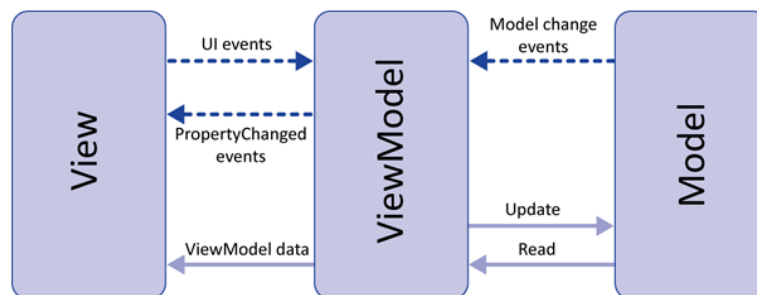 View
UI events
PropertyChanged
events
ViewModel data
ViewModel
Model change
events
Update
Read
Model